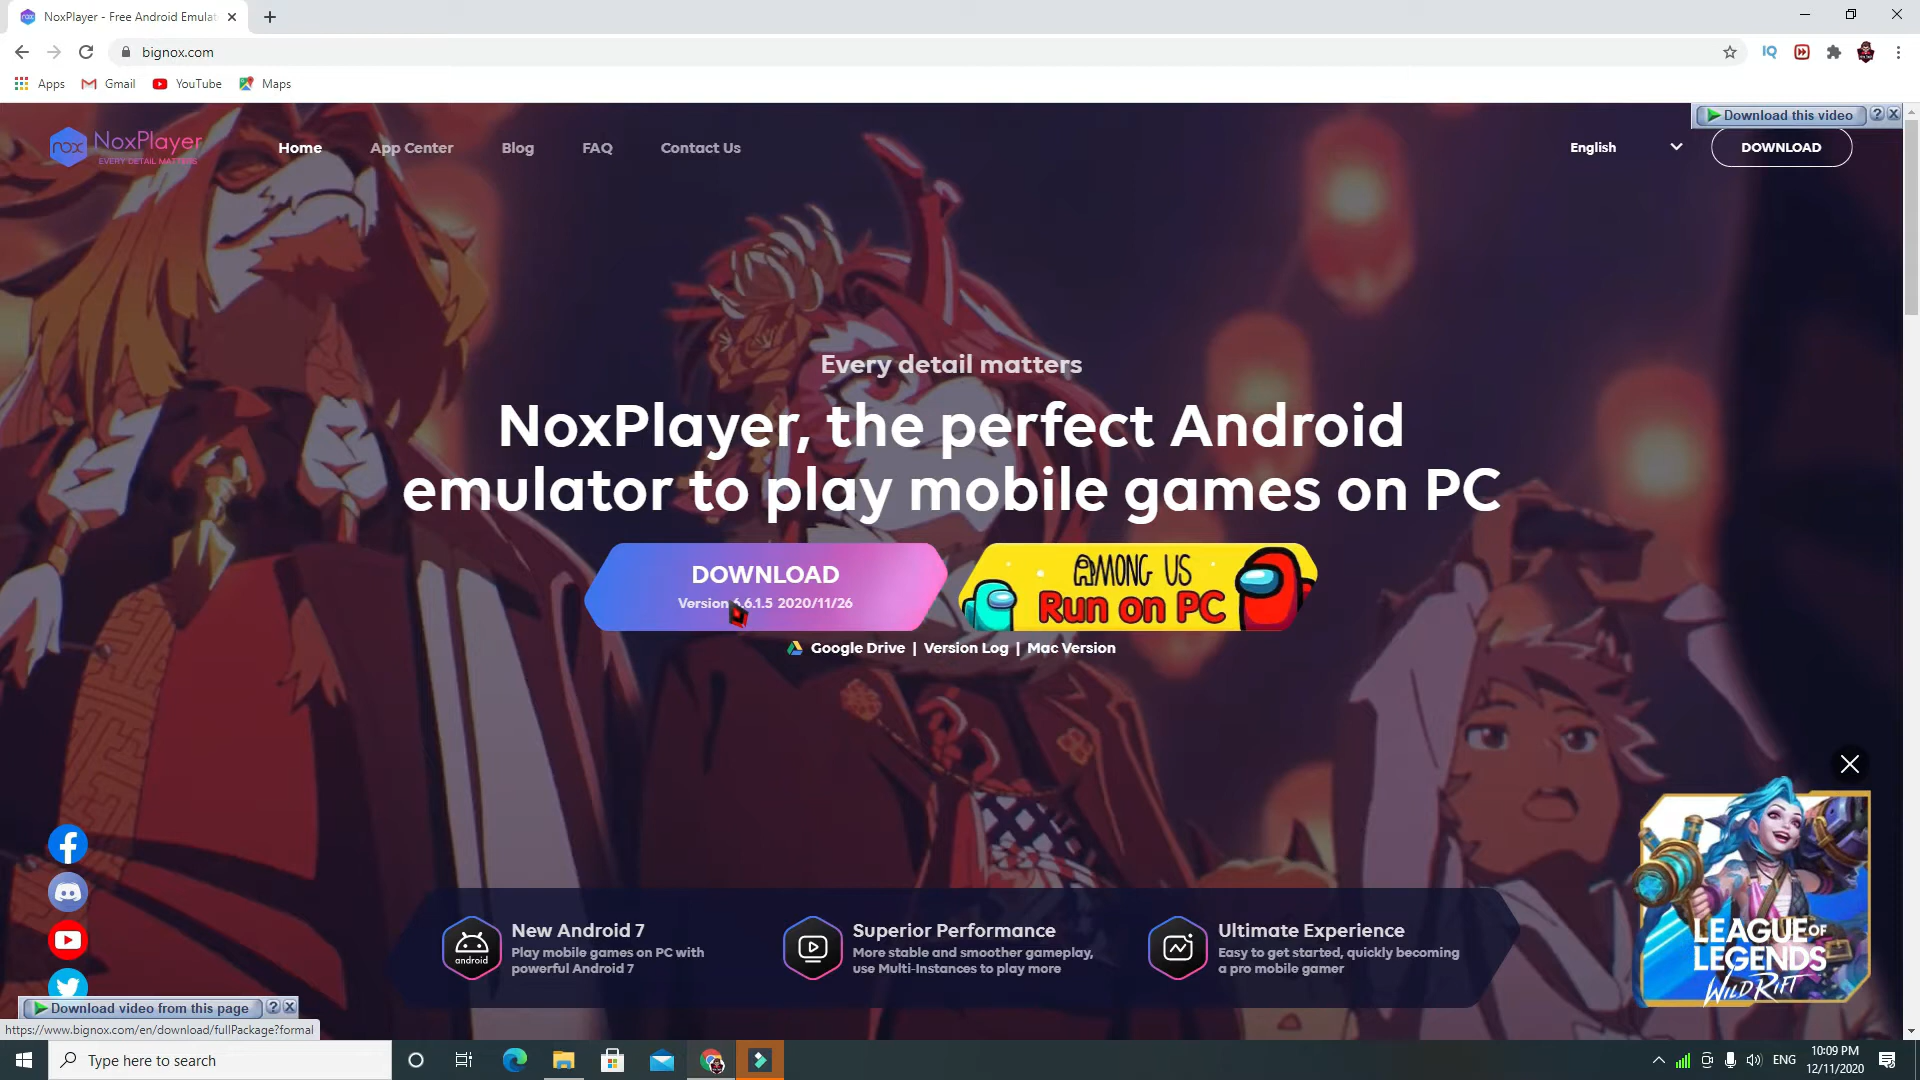 NoxPlayer - Free Android Emulat
bignox.com
IQ
Apps
Gmail
YouTube
Maps
Download this video
?
nox
NoxPlayer
EVERY DETAIL MATTERS
Home
App Center
Blog
FAQ
Contact Us
English
DOWNLOAD
Every detail matters
NoxPlayer, the perfect Android
emulator to play mobile games on PC
DOWNLOAD
Version 6.6.1.5 2020/11/26
AMONG US
Run on PC
Google Drive | Version Log | Mac Version
android
New Android 7
Play mobile games on PC with
powerful Android 7
Superior Performance
More stable and smoother gameplay,
use Multi-Instances to play more
Ultimate Experience
Easy to get started, quickly becoming
a pro mobile gamer
LEAGUE OF
LEGENDS
WILD RIFT
Download video from this page
?
https://www.bignox.com/en/download/fullPackage?formal
Type here to search
ENG
10:09 PM
12/11/2020